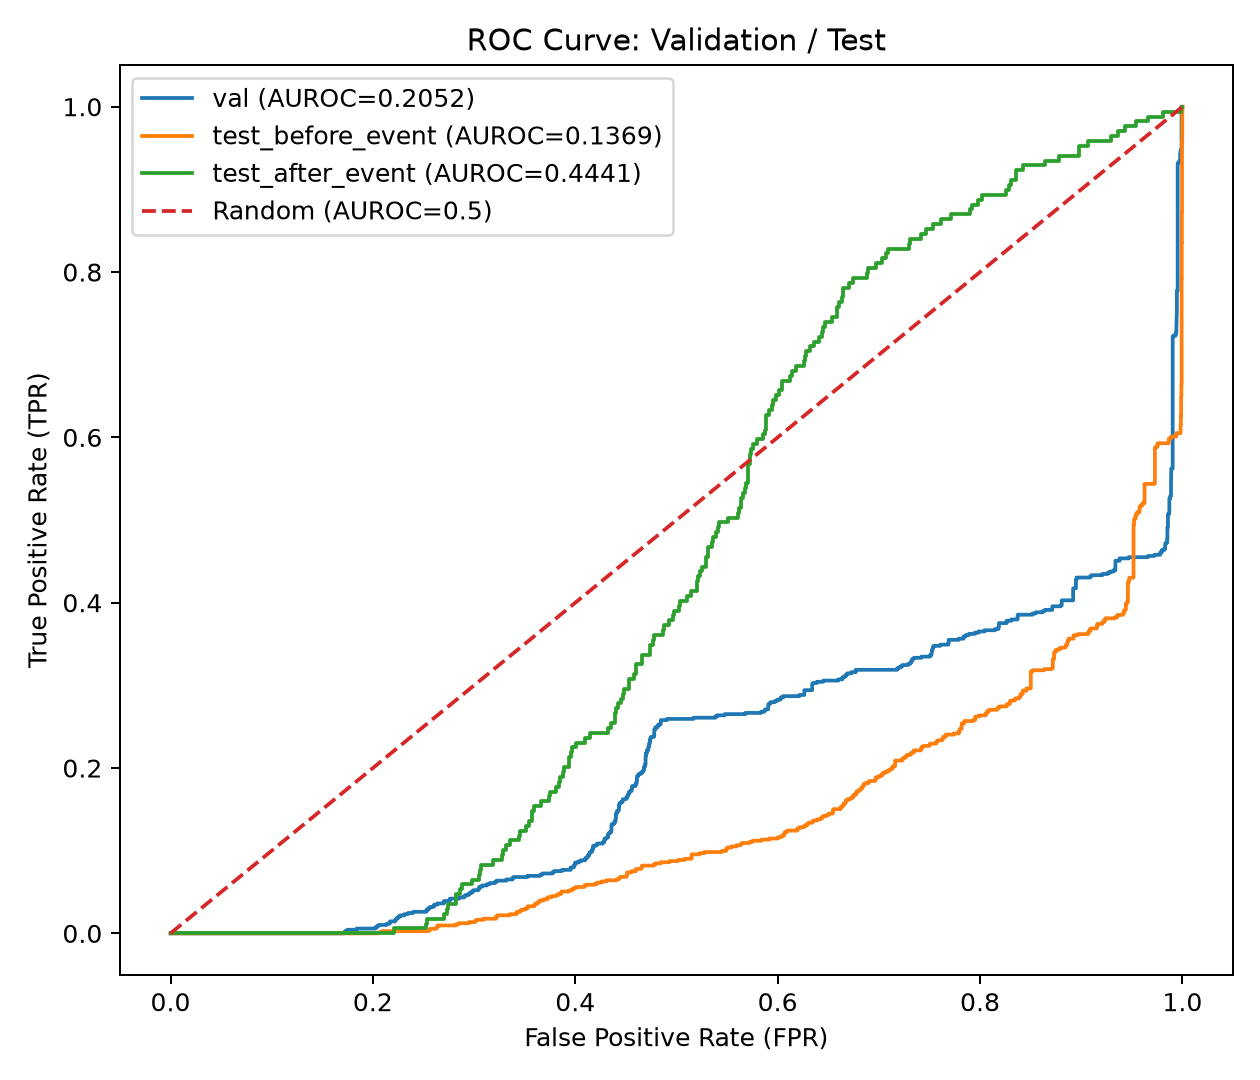 ROC Curve: Validation / Test
val (AUROC=0.2052)
test_before_event (AUROC=0.1369)
test_after_event (AUROC=0.4441)
Random (AUROC=0.5)
1.0
0.8
0.6
0.4
0.2
0.0
True Positive Rate (TPR)
0.0 0.2 0.4 0.6 0.8 1.0
False Positive Rate (FPR)